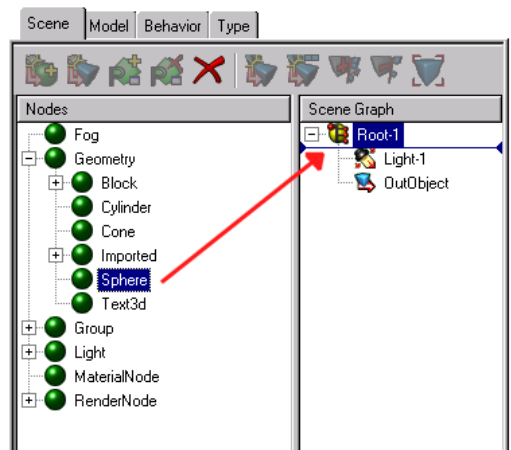 Scene Model Behavior Type
Nodes
Fog
Geometry
Block
Cylinder
Cone
Imported
Sphere
Text3d
Group
Light
MaterialNode
RenderNode
Scene Graph
Root-1
Light-1
OutObject